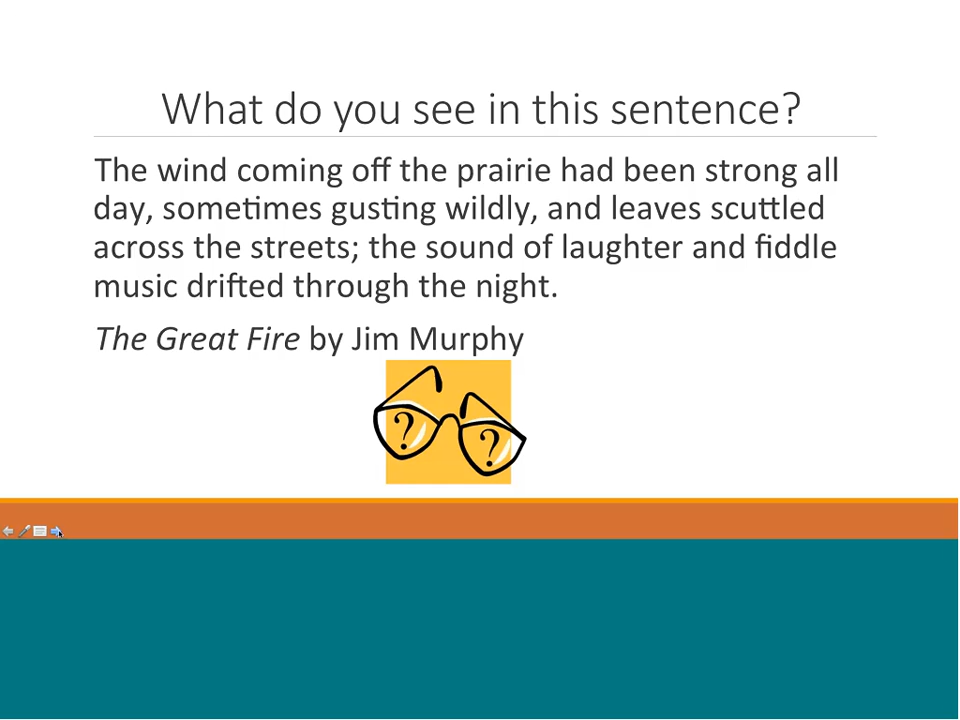 What do you see in this sentence?
The wind coming off the prairie had been strong all
day, sometimes gusting wildly, and leaves scuttled
across the streets; the sound of laughter and fiddle
music drifted through the night.
The Great Fire by Jim Murphy
? ?